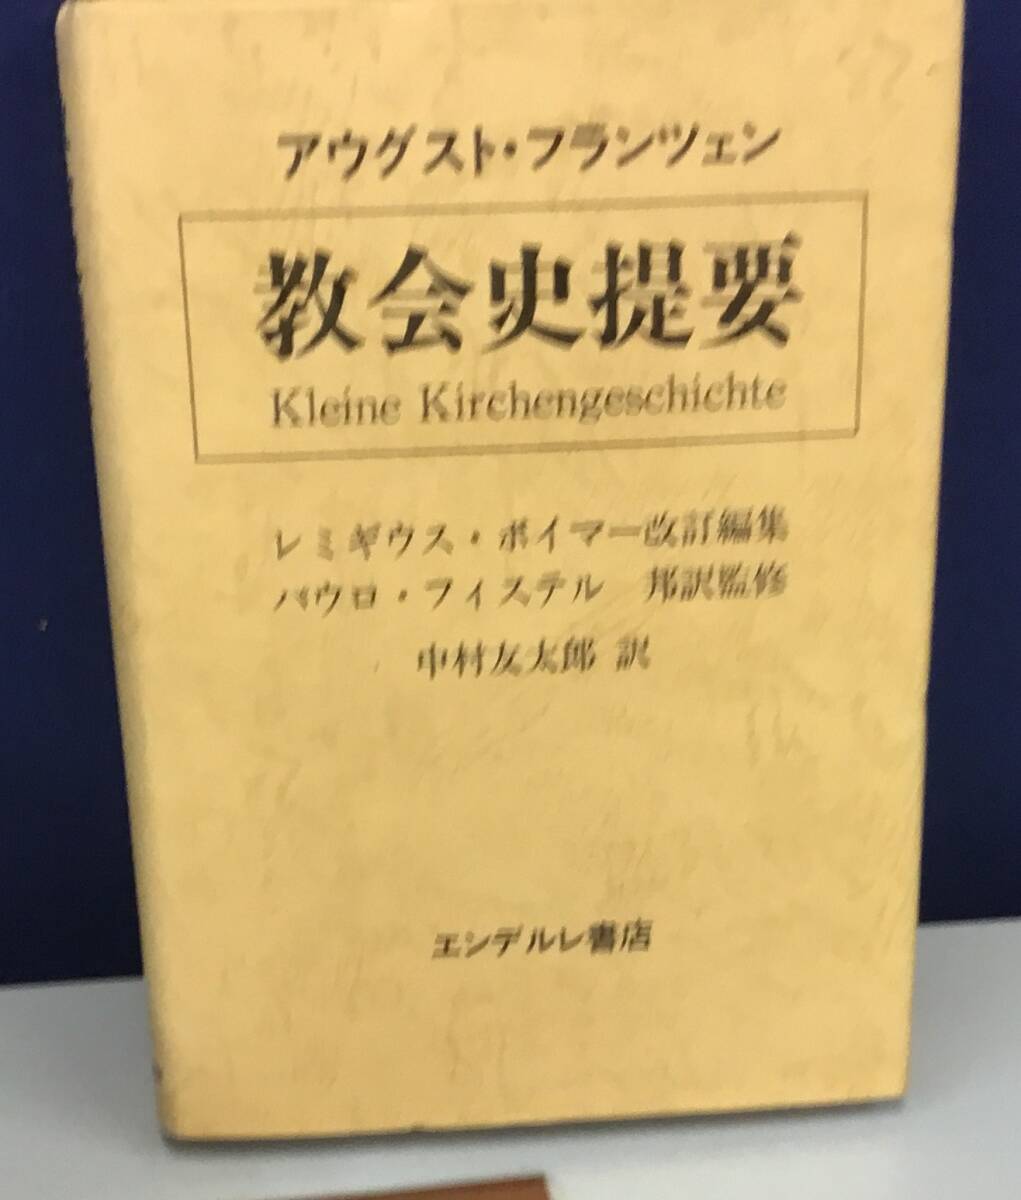 アウグスト・フランツェン
教会史提要
Kleine Kirchengeschichte
レミギウス・ボイマー改訂編集
パウロ・フィステル 邦訳監修
中村友太郎 訳
エンデルレ書店